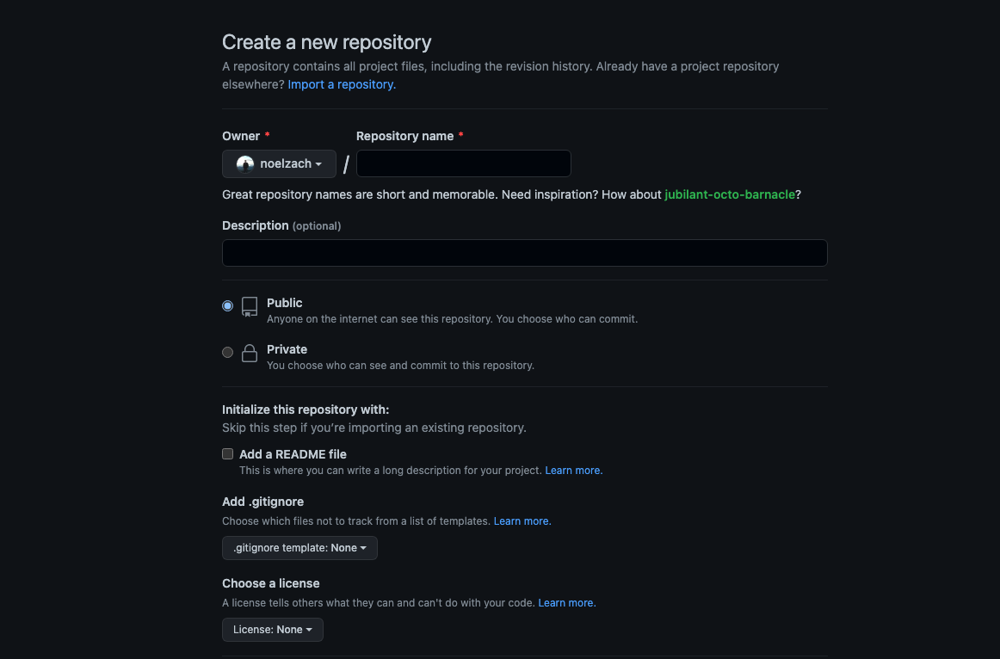 Create a new repository
A repository contains all project files, including the revision history. Already have a project repository
elsewhere? Import a repository.
Owner * Repository name *
noelzach /
Great repository names are short and memorable. Need inspiration? How about jubilant-octo-barnacle?
Description (optional)
Public
Anyone on the internet can see this repository. You choose who can commit.
Private
You choose who can see and commit to this repository.
Initialize this repository with:
Skip this step if you’re importing an existing repository.
Add a README file
This is where you can write a long description for your project. Learn more.
Add .gitignore
Choose which files not to track from a list of templates. Learn more.
.gitignore template: None
Choose a license
A license tells others what they can and can't do with your code. Learn more.
License: None